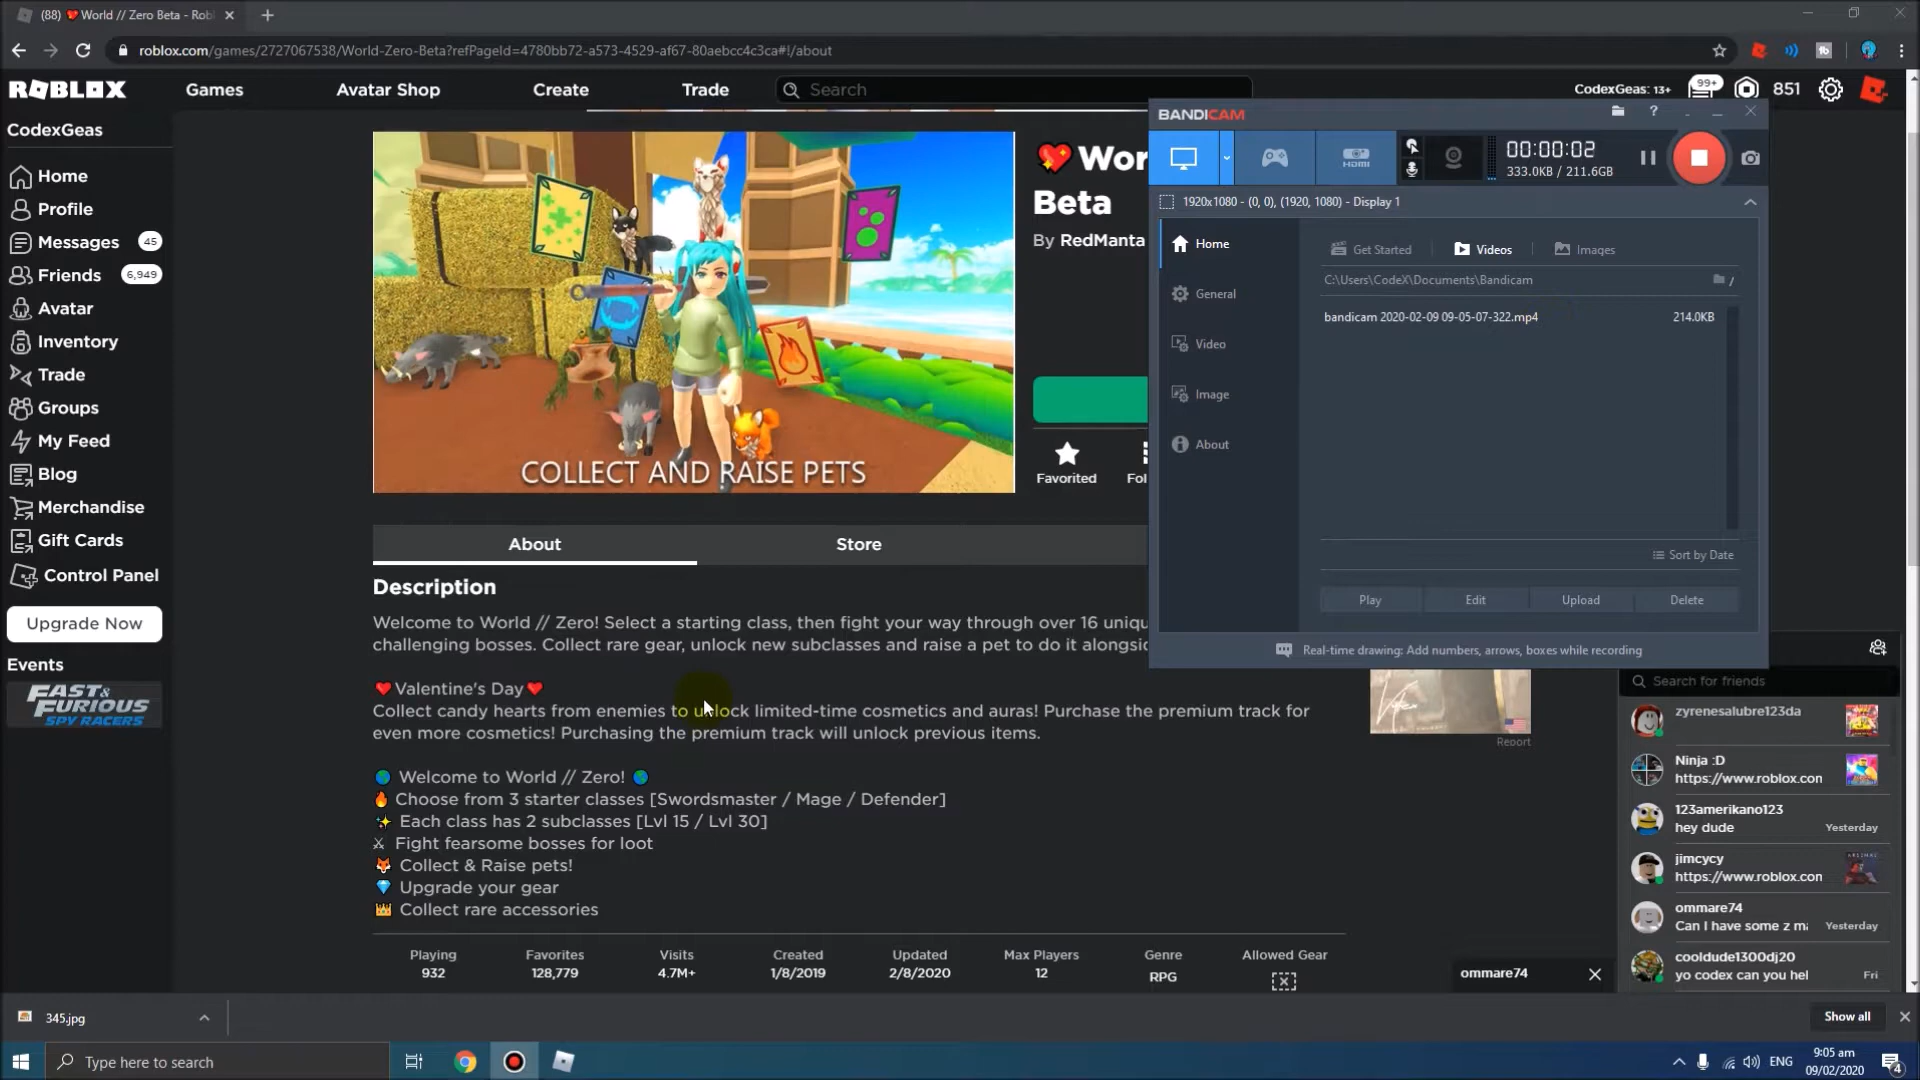 (88) World // Zero Beta - Rob
roblox.com/games/2727067538/World-Zero-Beta?refPageId=4780bb72-a573-4529-af67-80aebcc4c3ca#!/about
ROBLOX
Games
Avatar Shop
Create
Trade
Search
CodexGeas: 13+
99+
851
CodexGeas
Home
Profile
Messages 45
Friends 6,949
Avatar
Inventory
Trade
Groups
My Feed
Blog
Merchandise
Gift Cards
Control Panel
Upgrade Now
Events
FAST & FURIOUS
SPY RACERS
COLLECT AND RAISE PETS
Wor
Beta
By RedManta
Favorited
Fol
BANDICAM
?
HDMI
00:00:02
333.0KB / 211.6GB
1920x1080 - (0, 0), (1920, 1080) - Display 1
Home
General
Video
Image
About
Get Started
Videos
Images
C:\Users\CodeX\Documents\Bandicam
/
bandicam 2020-02-09 09-05-07-322.mp4
214.0KB
Sort by Date
Play
Edit
Upload
Delete
Real-time drawing: Add numbers, arrows, boxes while recording
About
Store
Description
Welcome to World // Zero! Select a starting class, then fight your way through over 16 uniqu
challenging bosses. Collect rare gear, unlock new subclasses and raise a pet to do it alongsi
❤️Valentine's Day❤️
Collect candy hearts from enemies to unlock limited-time cosmetics and auras! Purchase the premium track for
even more cosmetics! Purchasing the premium track will unlock previous items.
🌎 Welcome to World // Zero! 🌎
🔥 Choose from 3 starter classes [Swordsmaster / Mage / Defender]
✨ Each class has 2 subclasses [Lvl 15 / Lvl 30]
⚔ Fight fearsome bosses for loot
🦊 Collect & Raise pets!
💎 Upgrade your gear
👑 Collect rare accessories
Playing
932
Favorites
128,779
Visits
4.7M+
Created
1/8/2019
Updated
2/8/2020
Max Players
12
Genre
RPG
Allowed Gear
Report
Search for friends
zyrenesalubre123da
Ninja :D
https://www.roblox.con
123amerikano123
hey dude
Yesterday
jimcycy
https://www.roblox.con
ommare74
Can I have some z ma
Yesterday
cooldude1300dj20
yo codex can you hel
Fri
ommare74
345.jpg
Show all
Type here to search
ENG
9:05 am
09/02/2020
4